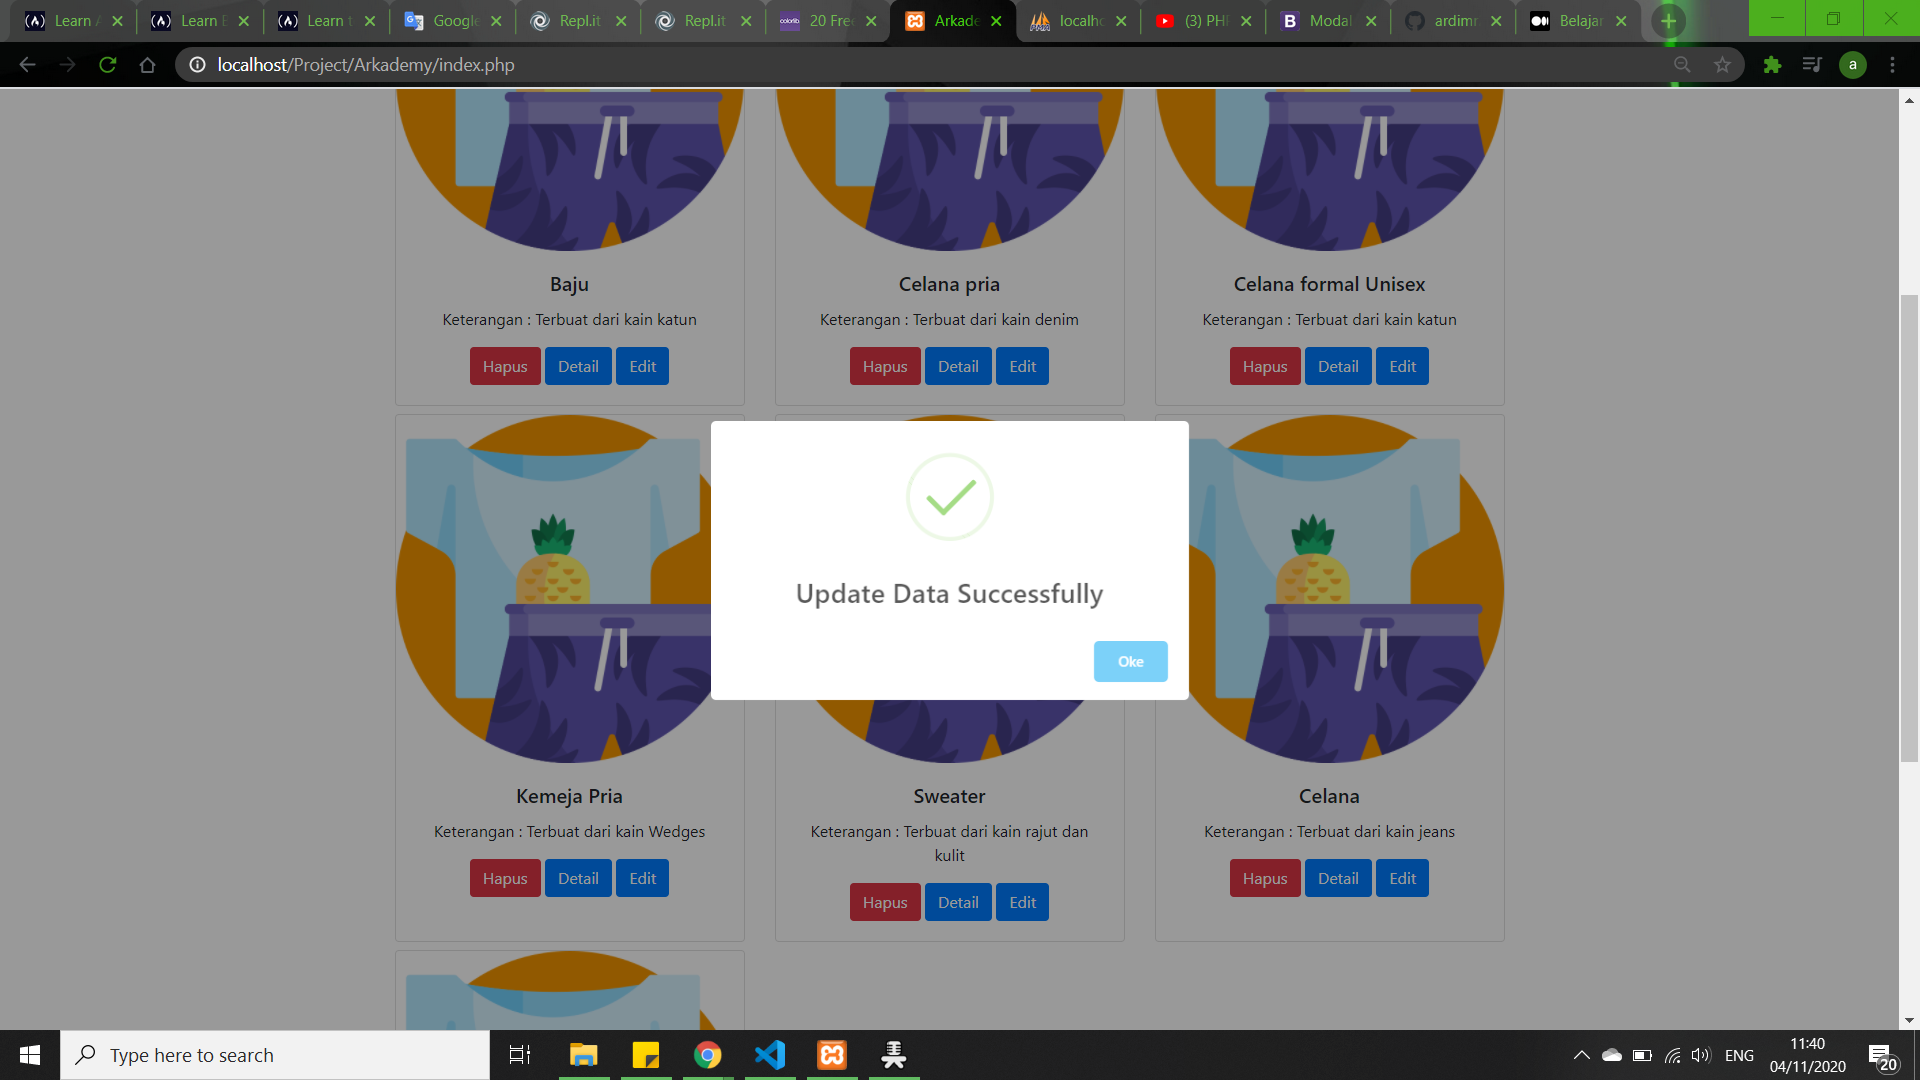 Learn
Learn
Learn
Google
Repl.it
Repl.it
20 Free
Arkade
localho
(3) PHP
Modal
ardimr
Belajar
localhost/Project/Arkademy/index.php
a
Baju
Celana pria
Celana formal Unisex
Keterangan : Terbuat dari kain katun
Keterangan : Terbuat dari kain denim
Keterangan : Terbuat dari kain katun
Hapus Detail Edit
Hapus Detail Edit
Hapus Detail Edit
Update Data Successfully
Oke
Kemeja Pria
Sweater
Celana
Keterangan : Terbuat dari kain Wedges
Keterangan : Terbuat dari kain rajut dan
kulit
Keterangan : Terbuat dari kain jeans
Hapus Detail Edit
Hapus Detail Edit
Hapus Detail Edit
Type here to search
ENG
11:40
04/11/2020
20